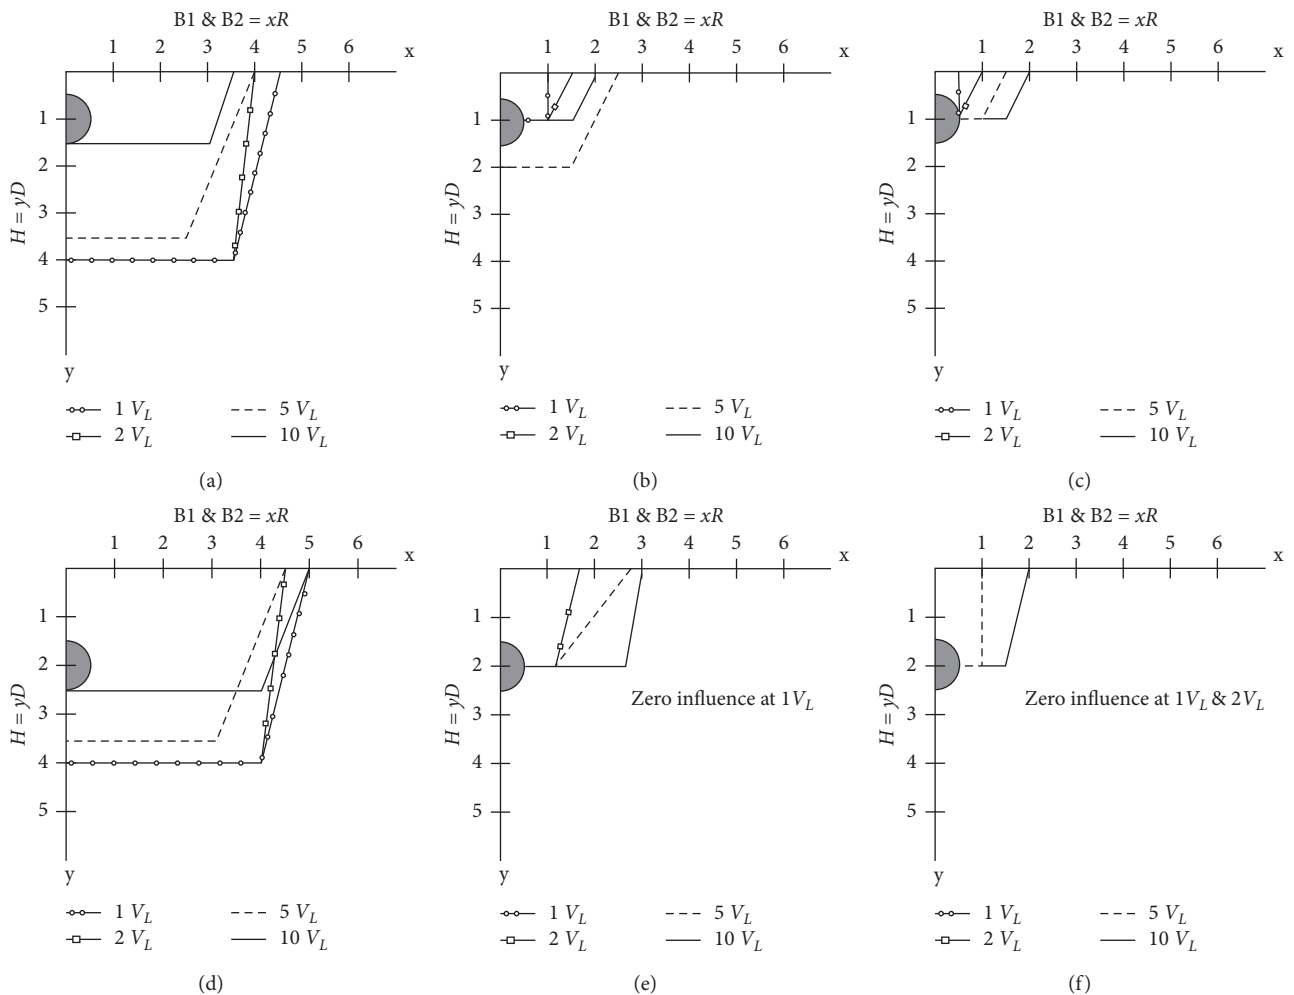 B1 & B2 = xR
1 2 3 4 5 6 x
1
2
3
4
5
H = yD
y
1 V_L 5 V_L
2 V_L 10 V_L
(a)
B1 & B2 = xR
1 2 3 4 5 6 x
1
2
3
4
5
H = yD
y
1 V_L 5 V_L
2 V_L 10 V_L
(b)
B1 & B2 = xR
1 2 3 4 5 6 x
1
2
3
4
5
H = yD
y
1 V_L 5 V_L
2 V_L 10 V_L
(c)
B1 & B2 = xR
1 2 3 4 5 6 x
1
2
3
4
5
H = yD
y
1 V_L 5 V_L
2 V_L 10 V_L
(d)
B1 & B2 = xR
1 2 3 4 5 6 x
1
2
3
4
5
H = yD
Zero influence at 1V_L
y
1 V_L 5 V_L
2 V_L 10 V_L
(e)
B1 & B2 = xR
1 2 3 4 5 6 x
1
2
3
4
5
H = yD
Zero influence at 1V_L & 2V_L
y
1 V_L 5 V_L
2 V_L 10 V_L
(f)